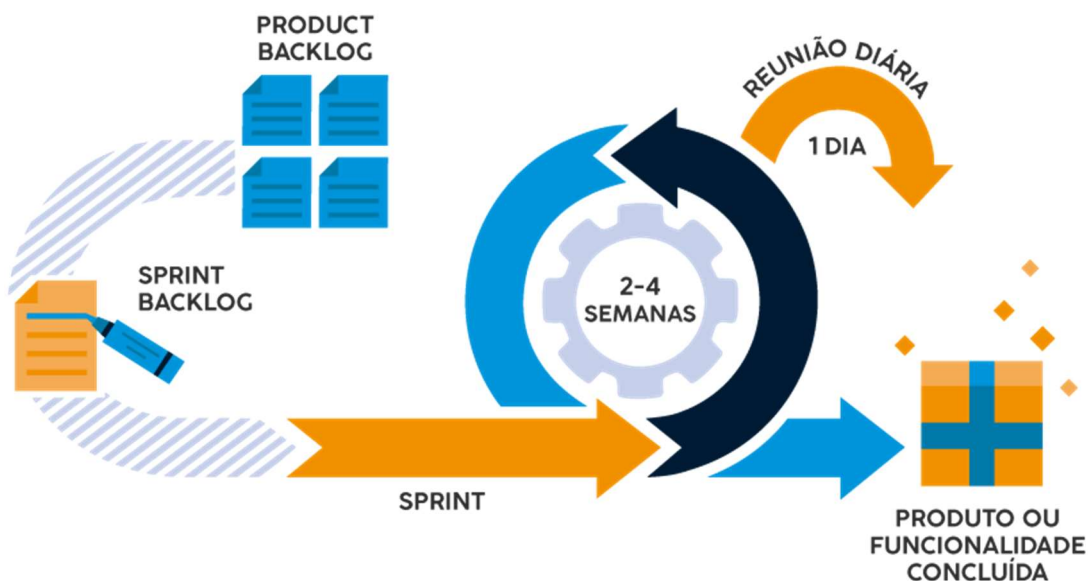 PRODUCT
BACKLOG
SPRINT
BACKLOG
SPRINT
2-4
SEMANAS
REUNIÃO DIÁRIA
1 DIA
PRODUTO OU
FUNCIONALIDADE
CONCLUÍDA